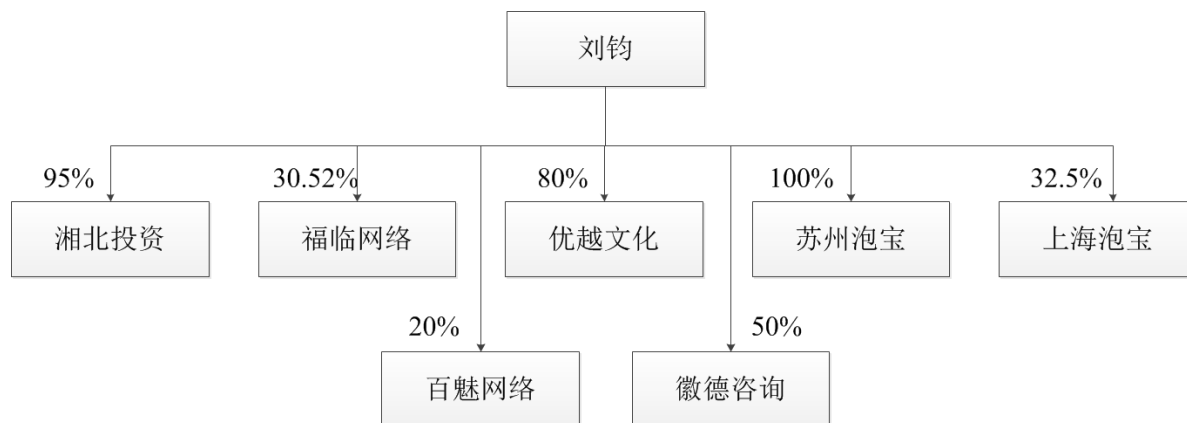 刘钧
95% 30.52% 80% 100% 32.5%
湘北投资 福临网络 优越文化 苏州泡宝 上海泡宝
20% 50%
百魅网络 徽德咨询